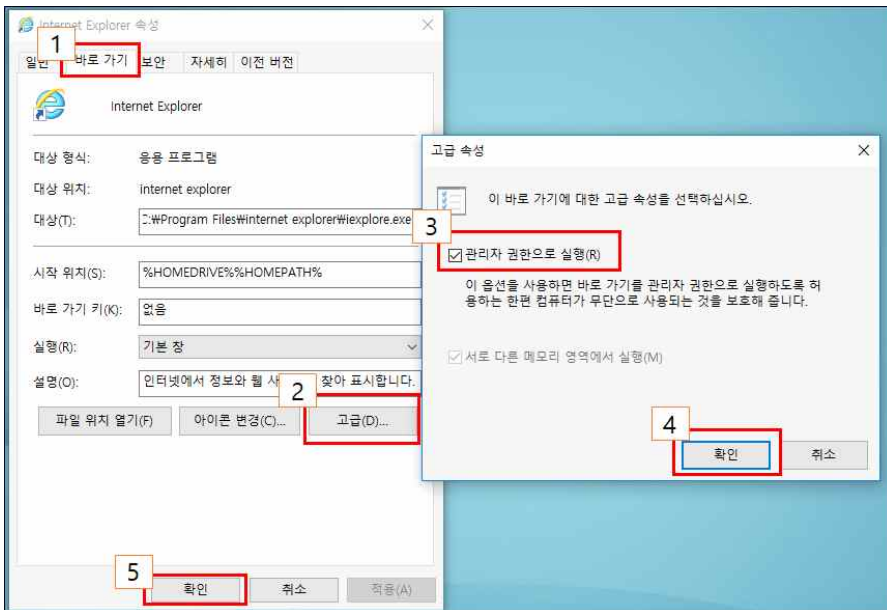 Internet Explorer 속성
1
일반 바로 가기 보안 자세히 이전 버전
Internet Explorer
대상 형식: 응용 프로그램
대상 위치: internet explorer
대상(T): C:₩Program Files₩internet explorer₩iexplore.exe
시작 위치(S): %HOMEDRIVE%%HOMEPATH%
바로 가기 키(K): 없음
실행(R): 기본 창
설명(O): 인터넷에서 정보와 웹 찾아 표시합니다.
2
파일 위치 열기(F) 아이콘 변경(C)... 고급(D)...
5
확인 취소 적용(A)
고급 속성
이 바로 가기에 대한 고급 속성을 선택하십시오.
3
관리자 권한으로 실행(R)
이 옵션을 사용하면 바로 가기를 관리자 권한으로 실행하도록 허
용하는 한편 컴퓨터가 무단으로 사용되는 것을 보호해 줍니다.
서로 다른 메모리 영역에서 실행(M)
4
확인 취소